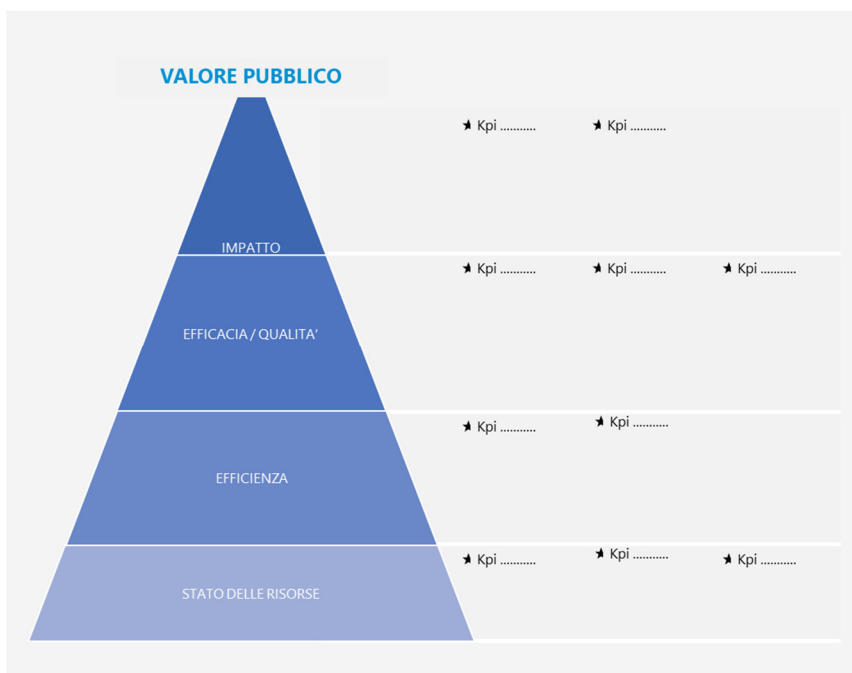 VALORE PUBBLICO
★ Kpi ........... ★ Kpi ...........
IMPATTO
★ Kpi ........... ★ Kpi ........... ★ Kpi ...........
EFFICACIA / QUALITA’
★ Kpi ........... ★ Kpi ...........
EFFICIENZA
★ Kpi ........... ★ Kpi ........... ★ Kpi ...........
STATO DELLE RISORSE